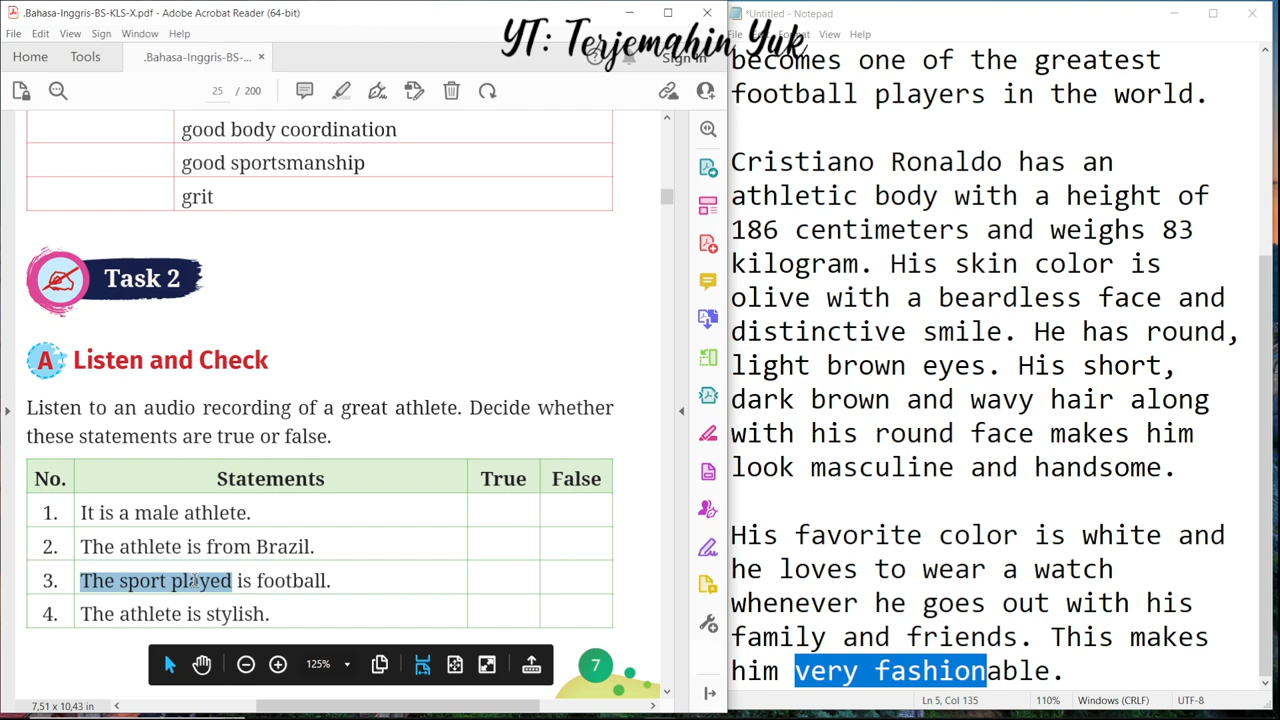 .Bahasa-Inggris-BS-KLS-X.pdf - Adobe Acrobat Reader (64-bit)
File Edit View Sign Window Help
Home Tools .Bahasa-Inggris-BS-... × Sign In
25 / 200
good body coordination
good sportsmanship
grit
Task 2
A Listen and Check
Listen to an audio recording of a great athlete. Decide whether
these statements are true or false.
No. Statements True False
1. It is a male athlete.
2. The athlete is from Brazil.
3. The sport played is football.
4. The athlete is stylish.
125%
7
7,51 x 10,43 in
YT: Terjemahin Yuk
*Untitled - Notepad
File Edit Format View Help
becomes one of the greatest
football players in the world.
Cristiano Ronaldo has an
athletic body with a height of
186 centimeters and weighs 83
kilogram. His skin color is
olive with a beardless face and
distinctive smile. He has round,
light brown eyes. His short,
dark brown and wavy hair along
with his round face makes him
look masculine and handsome.
His favorite color is white and
he loves to wear a watch
whenever he goes out with his
family and friends. This makes
him very fashionable.
Ln 5, Col 135 110% Windows (CRLF) UTF-8